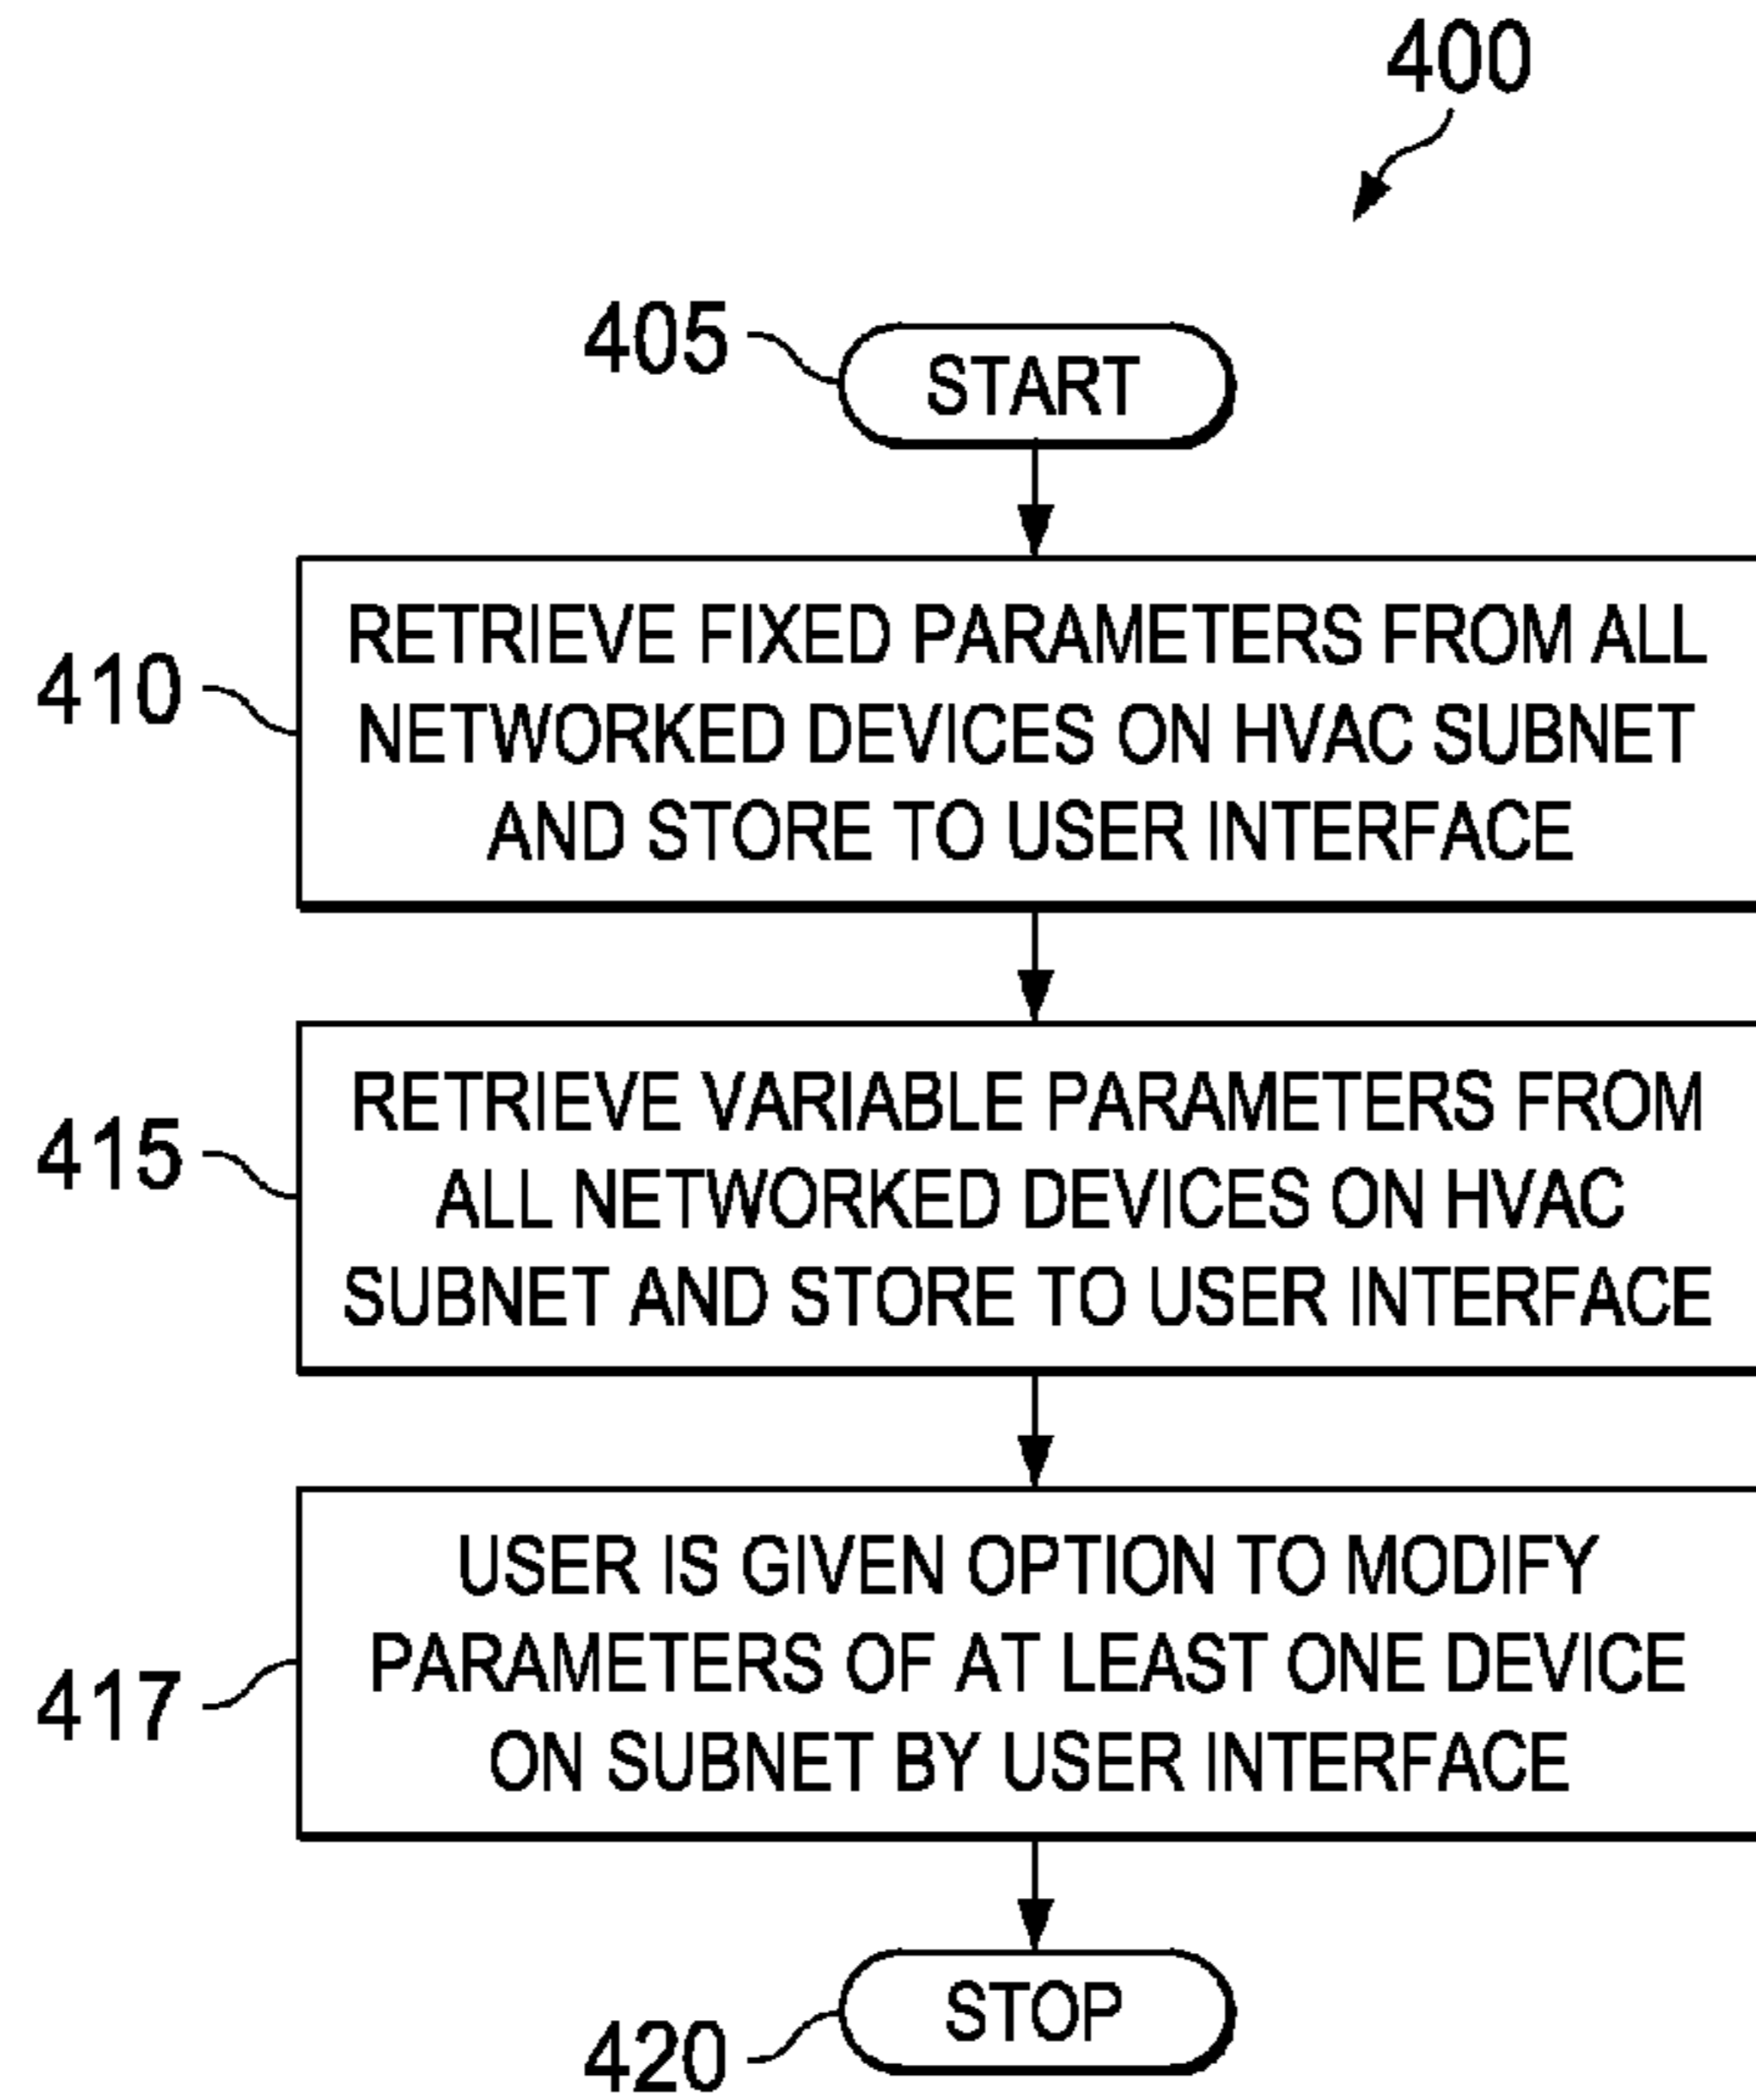 400
405
START
410
RETRIEVE FIXED PARAMETERS FROM ALL
NETWORKED DEVICES ON HVAC SUBNET
AND STORE TO USER INTERFACE
415
RETRIEVE VARIABLE PARAMETERS FROM
ALL NETWORKED DEVICES ON HVAC
SUBNET AND STORE TO USER INTERFACE
417
USER IS GIVEN OPTION TO MODIFY
PARAMETERS OF AT LEAST ONE DEVICE
ON SUBNET BY USER INTERFACE
420
STOP